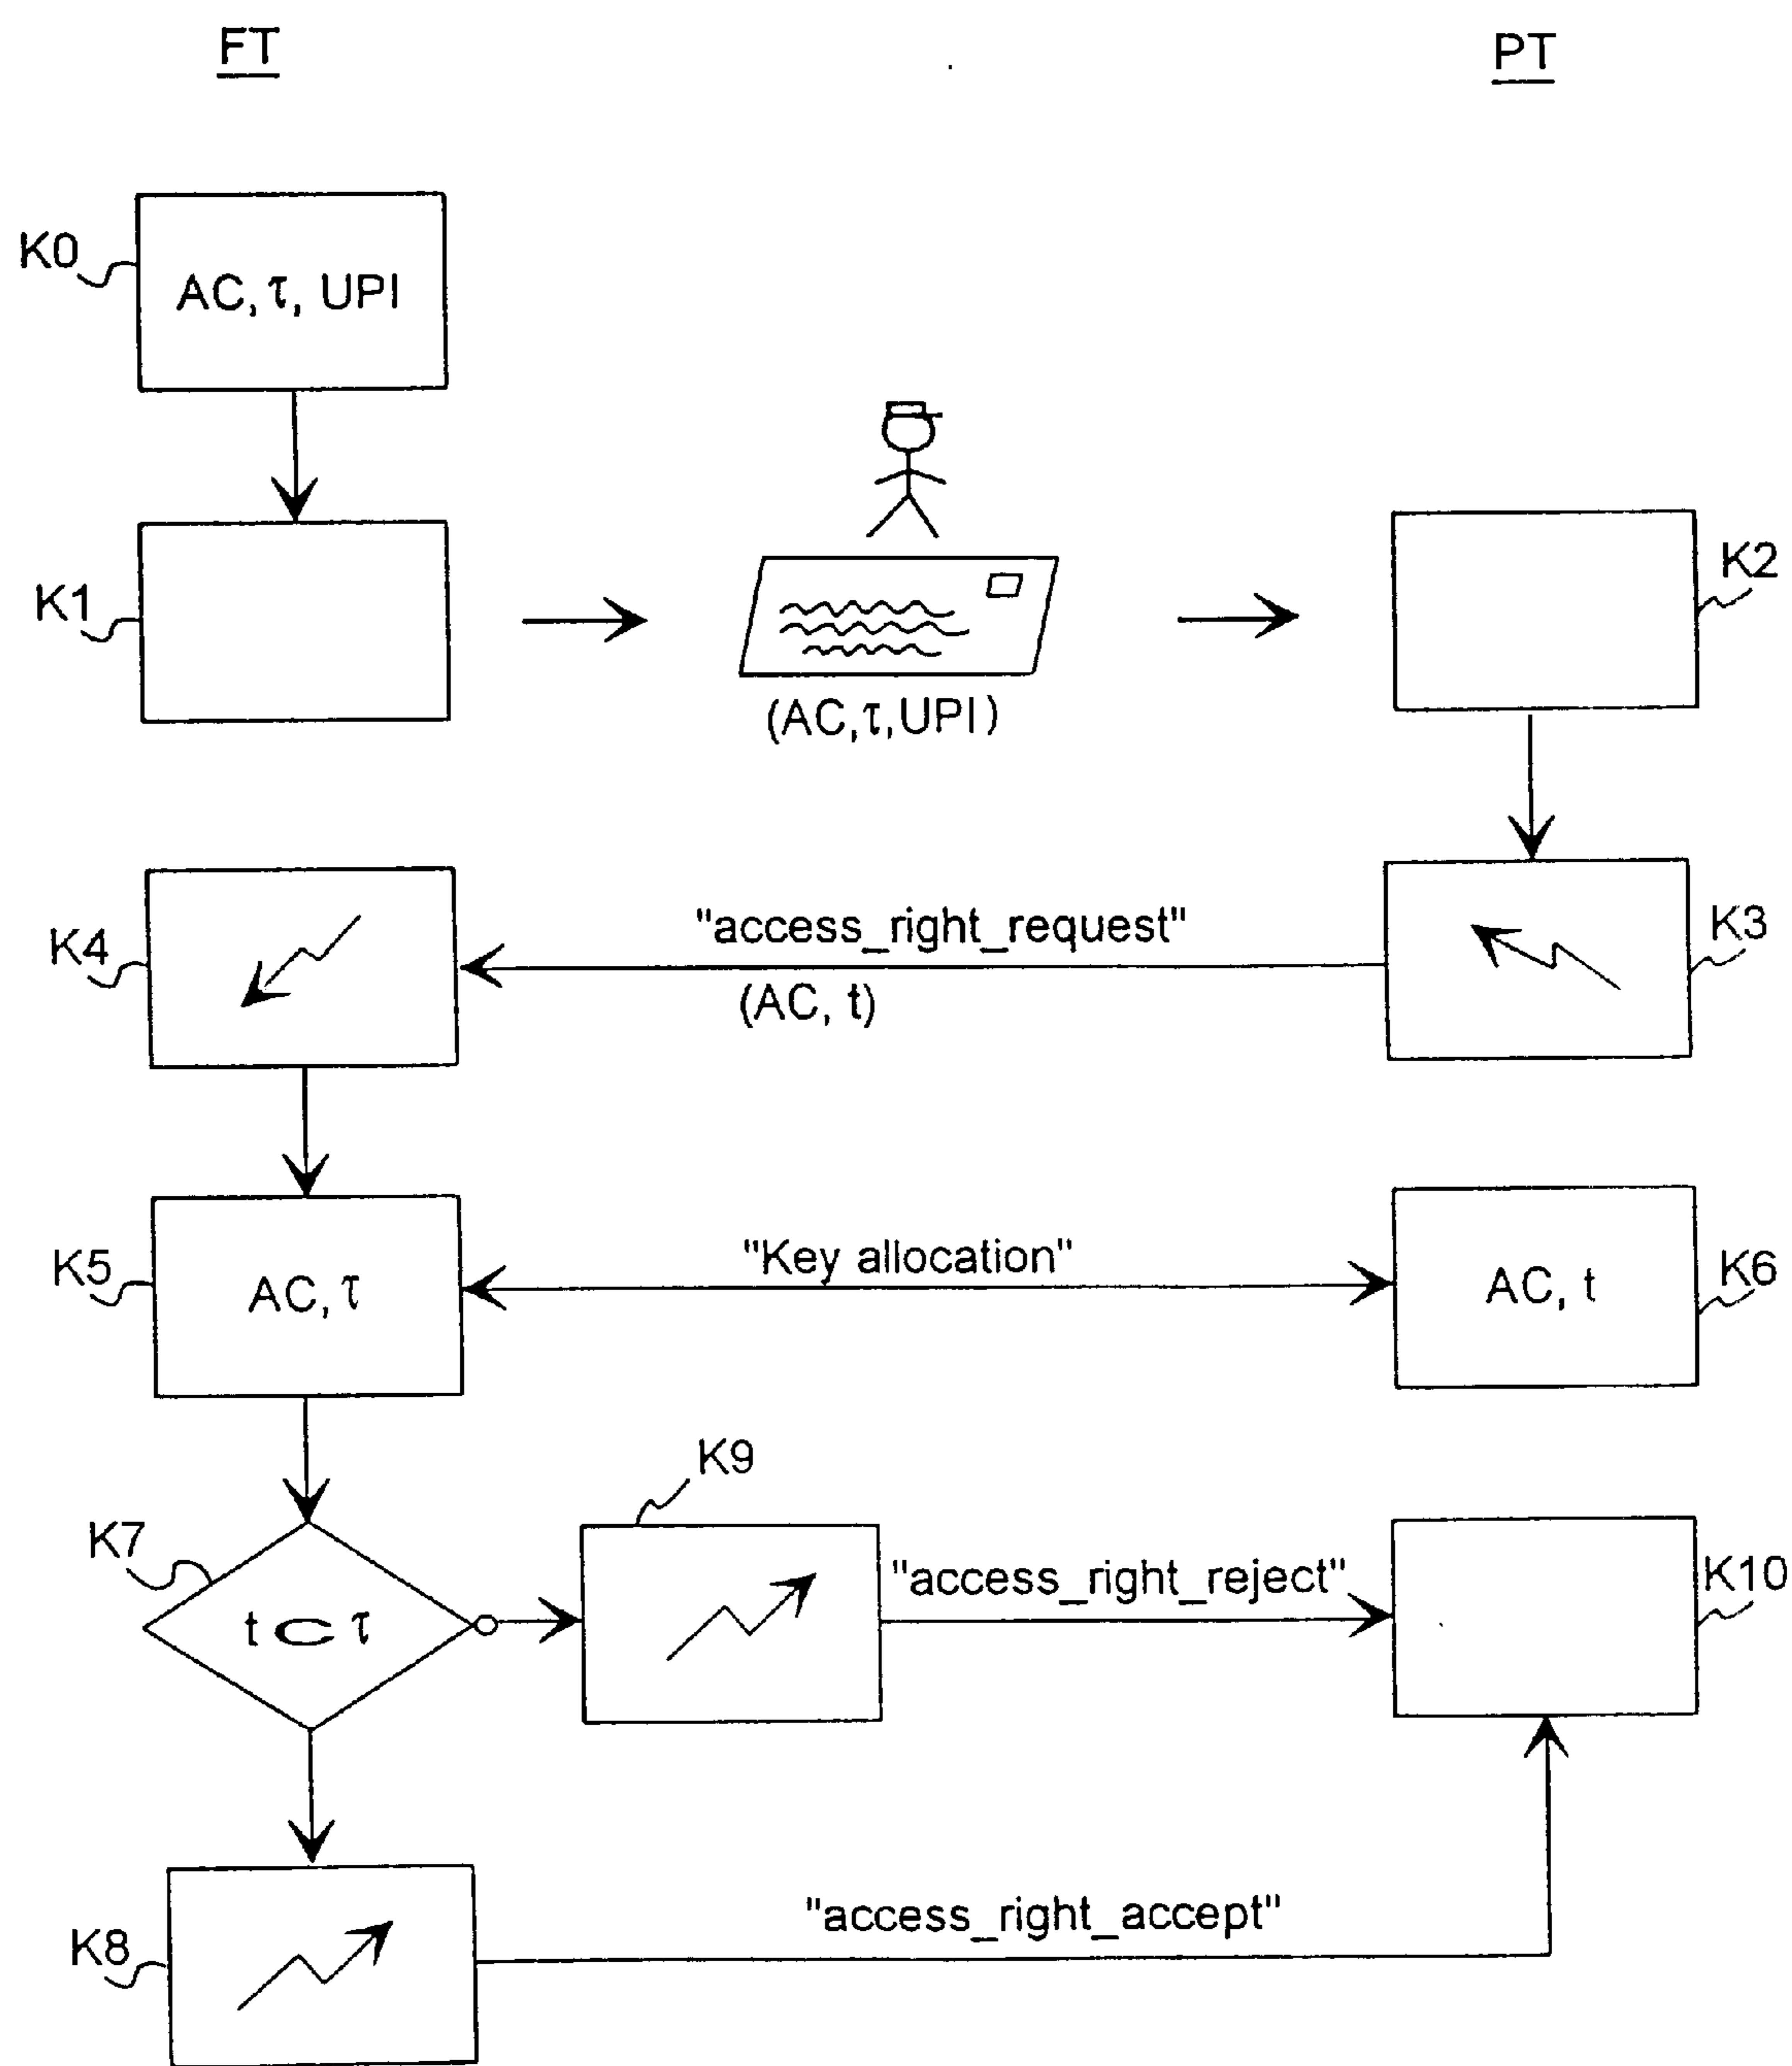 FT
PT
K0
AC, τ, UPI
K1
(AC, τ, UPI)
K2
"access_right_request"
(AC, t)
K4
K3
K5
AC, τ
"Key allocation"
AC, t
K6
K9
K7
t ⊂ τ
"access_right_reject"
K10
K8
"access_right_accept"